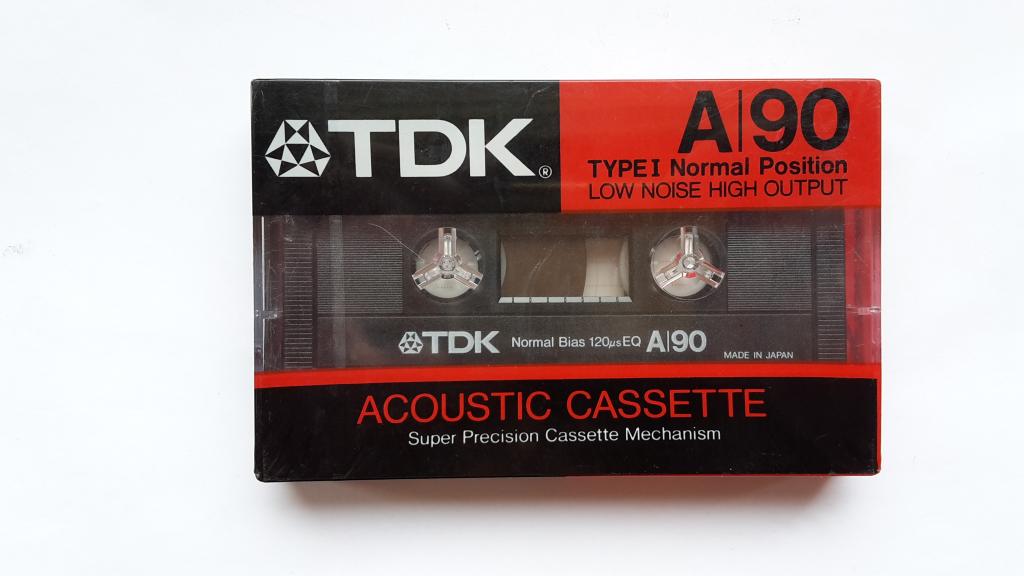 TDK®
A|90
TYPE I Normal Position
LOW NOISE HIGH OUTPUT
TDK Normal Bias 120µs EQ A|90
MADE IN JAPAN
ACOUSTIC CASSETTE
Super Precision Cassette Mechanism